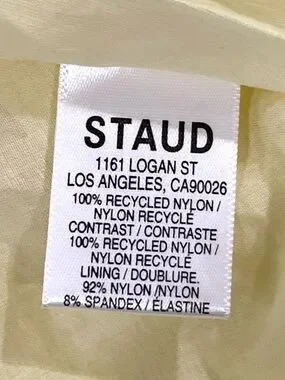 STAUD
1161 LOGAN ST
LOS ANGELES, CA90026
100% RECYCLED NYLON /
NYLON RECYCLÉ
CONTRAST / CONTRASTE
100% RECYCLED NYLON /
NYLON RECYCLÉ
LINING / DOUBLURE.
92% NYLON /NYLON
8% SPANDEX / ÉLASTINE